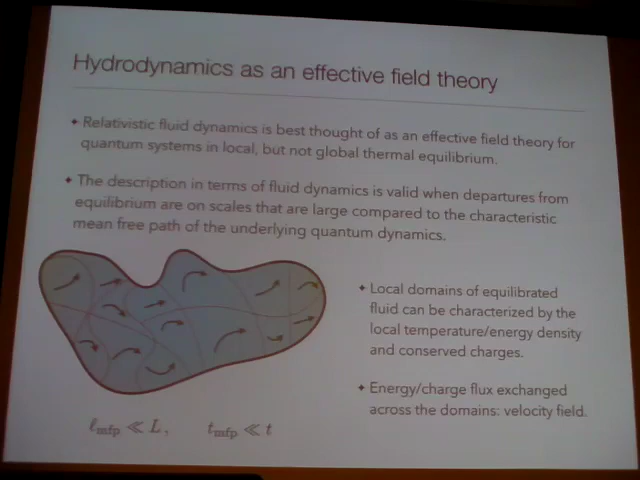 Hydrodynamics as an effective field theory
✦ Relativistic fluid dynamics is best thought of as an effective field theory for
quantum systems in local, but not global thermal equilibrium.
✦ The description in terms of fluid dynamics is valid when departures from
equilibrium are on scales that are large compared to the characteristic
mean free path of the underlying quantum dynamics.
✦ Local domains of equilibrated
fluid can be characterized by the
local temperature/energy density
and conserved charges.
✦ Energy/charge flux exchanged
across the domains: velocity field.
ℓmfp ≪ L, tmfp ≪ t